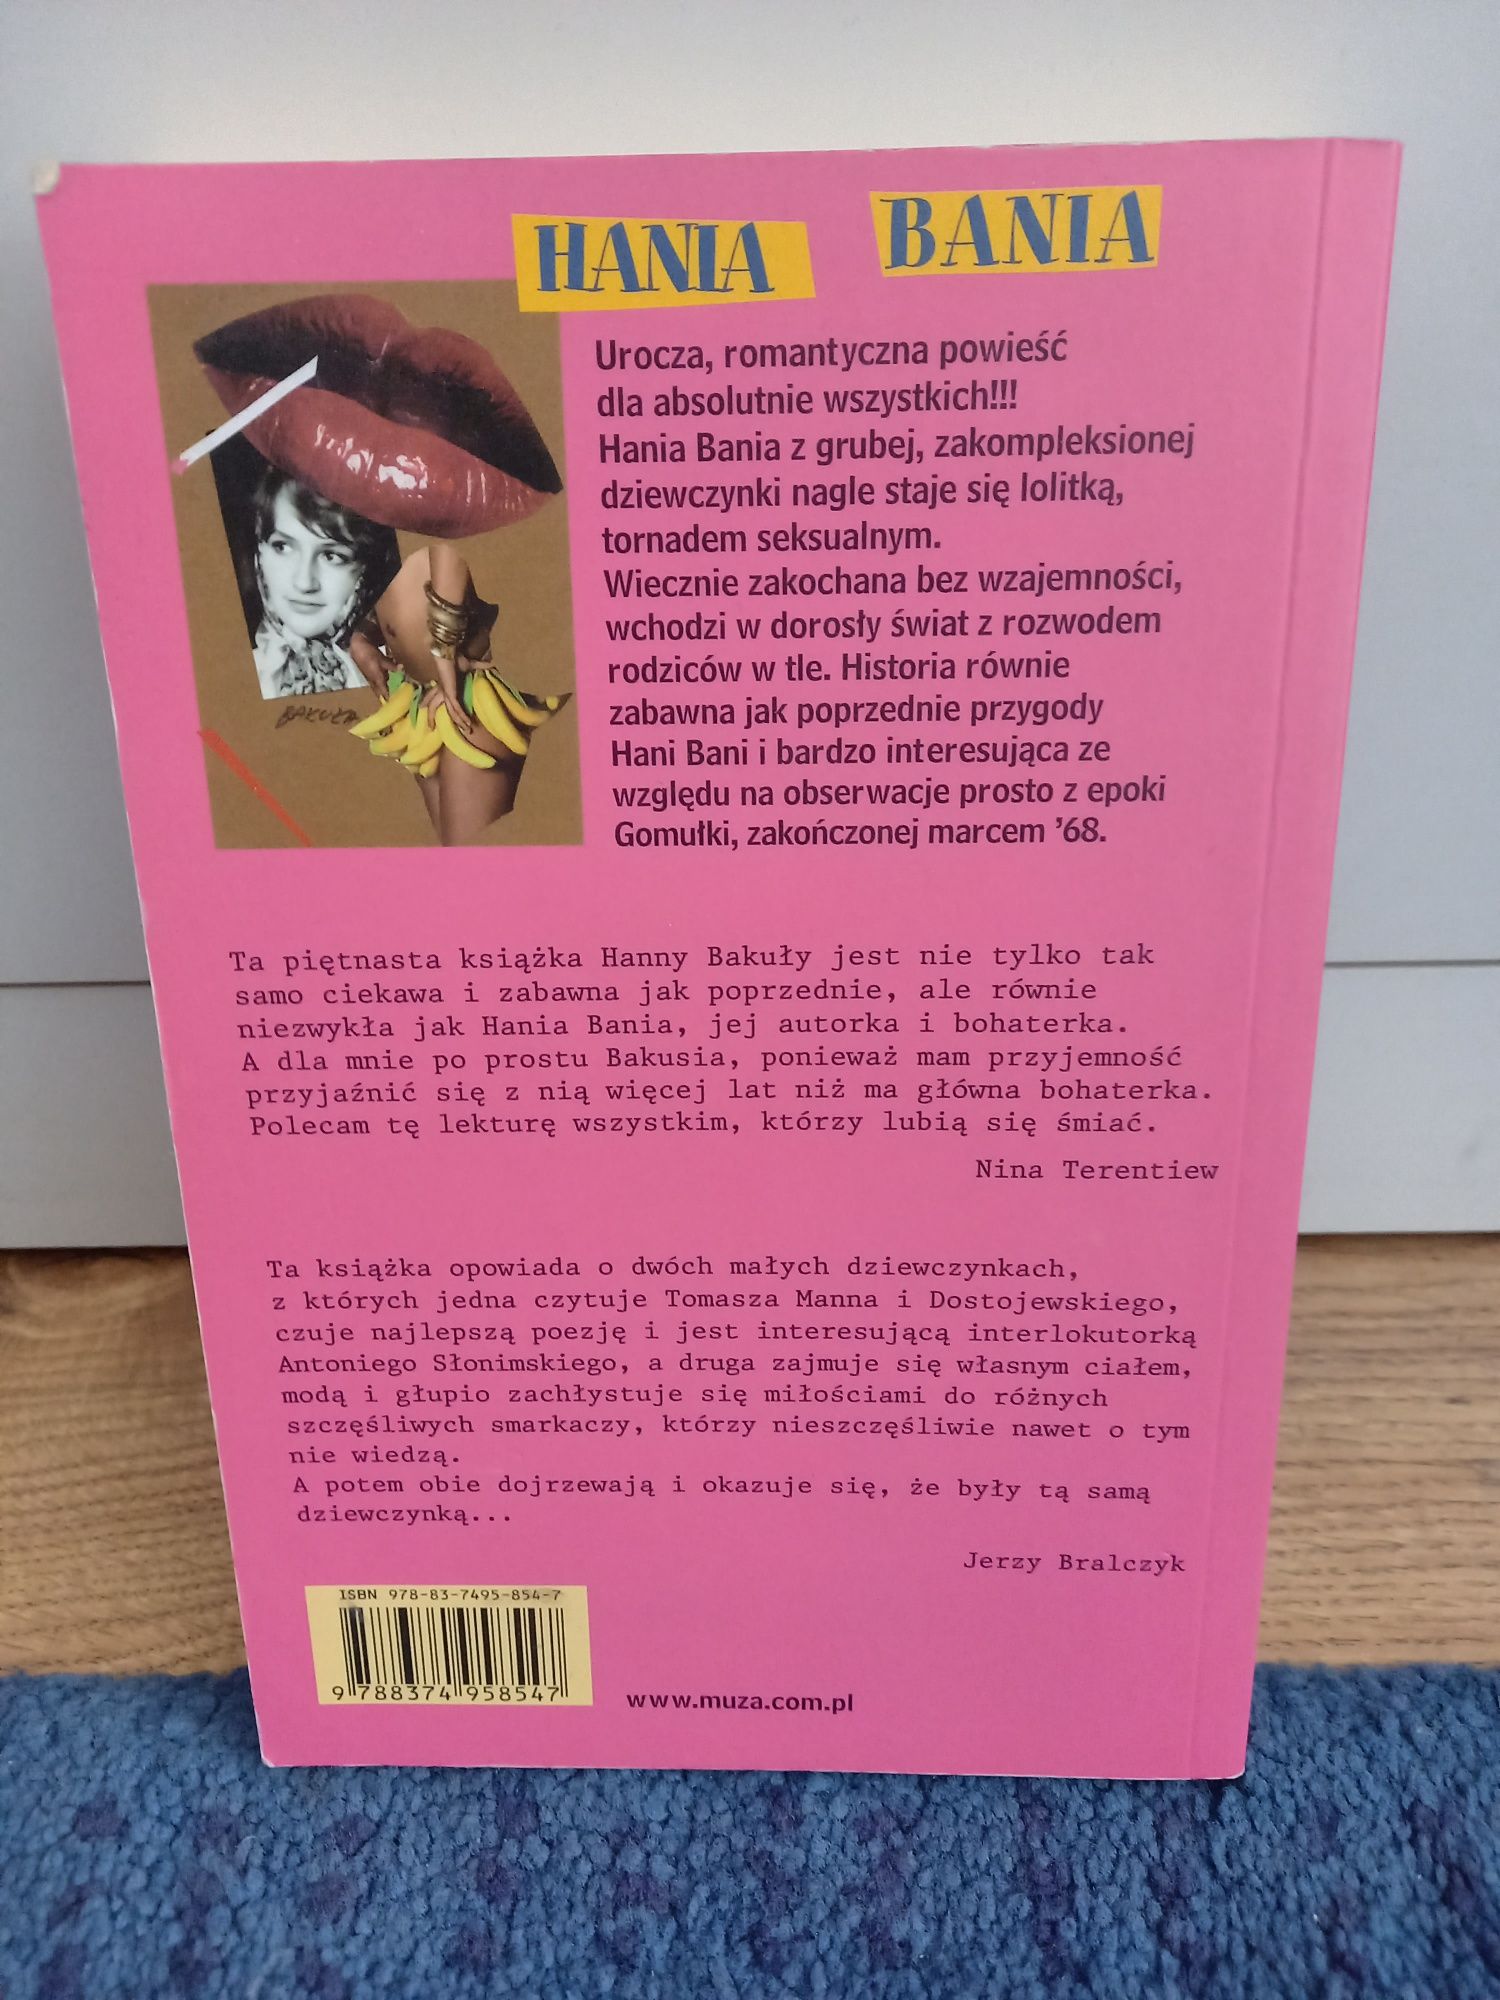 HANIA BANIA
Urocza, romantyczna powieść
dla absolutnie wszystkich!!!
Hania Bania z grubej, zakompleksionej
dziewczynki nagle staje się lolitką,
tornadem seksualnym.
Wiecznie zakochana bez wzajemności,
wchodzi w dorosły świat z rozwodem
rodziców w tle. Historia równie
zabawna jak poprzednie przygody
Hani Bani i bardzo interesująca ze
względu na obserwacje prosto z epoki
Gomułki, zakończonej marcem ’68.
BAKUŁA
Ta piętnasta książka Hanny Bakuły jest nie tylko tak
samo ciekawa i zabawna jak poprzednie, ale równie
niezwykła jak Hania Bania, jej autorka i bohaterka.
A dla mnie po prostu Bakusia, ponieważ mam przyjemność
przyjaźnić się z nią więcej lat niż ma główna bohaterka.
Polecam tę lekturę wszystkim, którzy lubią się śmiać.
Nina Terentiew
Ta książka opowiada o dwóch małych dziewczynkach,
z których jedna czytuje Tomasza Manna i Dostojewskiego,
czuje najlepszą poezję i jest interesującą interlokutorką
Antoniego Słonimskiego, a druga zajmuje się własnym ciałem,
modą i głupio zachłystuje się miłościami do różnych
szczęśliwych smarkaczy, którzy nieszczęśliwie nawet o tym
nie wiedzą.
A potem obie dojrzewają i okazuje się, że były tą samą
dziewczynką...
Jerzy Bralczyk
ISBN 978-83-7495-854-7
9 788374 958547
www.muza.com.pl